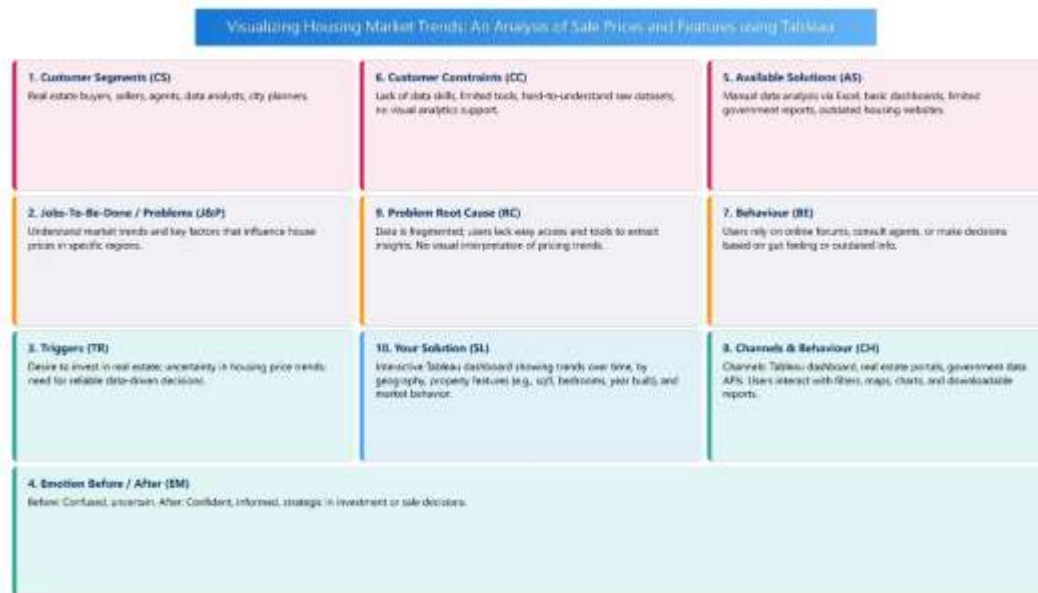 Visualizing Housing Market Trends: An Analysis of Sale Prices and Features using Tableau
1. Customer Segments (CS)
Real estate buyers, sellers, agents, data analysts, city planners.
6. Customer Constraints (CC)
Lack of data skills, limited tools, hard-to-understand raw datasets,
no visual analytics support.
5. Available Solutions (AS)
Manual data analysis via Excel, basic dashboards, limited
government reports, outdated housing websites.
2. Jobs-To-Be-Done / Problems (J&P)
Understand market trends and key factors that influence house
prices in specific regions.
9. Problem Root Cause (RC)
Data is fragmented; users lack easy access and tools to extract
insights. No visual interpretation of pricing trends.
7. Behaviour (BE)
Users rely on online forums, consult agents, or make decisions
based on gut feeling or outdated info.
3. Triggers (TR)
Desire to invest in real estate; uncertainty in housing price trends;
need for reliable data-driven decisions.
10. Your Solution (SL)
Interactive Tableau dashboard showing trends over time, by
geography, property features (e.g., sqft, bedrooms, year built), and
market behavior.
8. Channels & Behaviour (CH)
Channels: Tableau dashboard, real estate portals, government data
APIs. Users interact with filters, maps, charts, and downloadable
reports.
4. Emotion Before / After (EM)
Before: Confused, uncertain. After: Confident, informed, strategic in investment or sale decisions.